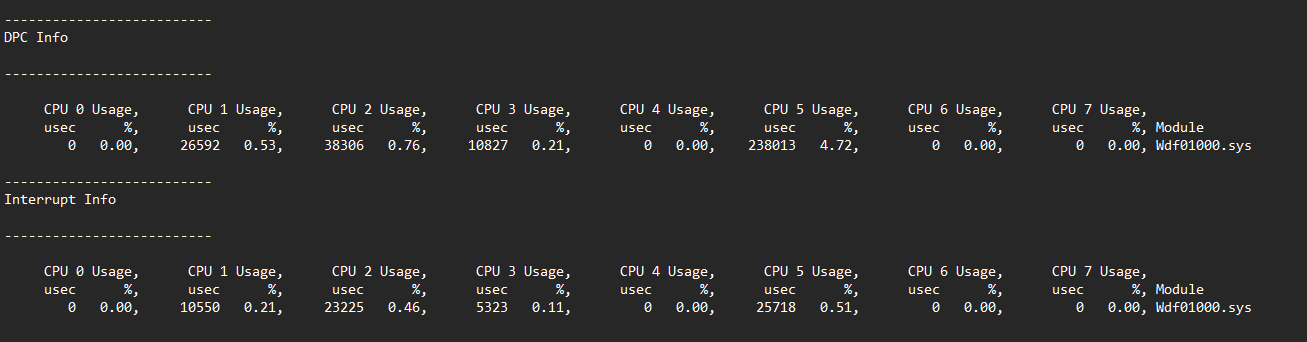 --------------------------
DPC Info
--------------------------
CPU 0 Usage, CPU 1 Usage, CPU 2 Usage, CPU 3 Usage, CPU 4 Usage, CPU 5 Usage, CPU 6 Usage, CPU 7 Usage,
usec %, usec %, usec %, usec %, usec %, usec %, usec %, usec %, Module
0 0.00, 26592 0.53, 38306 0.76, 10827 0.21, 0 0.00, 238013 4.72, 0 0.00, 0 0.00, Wdf01000.sys
--------------------------
Interrupt Info
--------------------------
CPU 0 Usage, CPU 1 Usage, CPU 2 Usage, CPU 3 Usage, CPU 4 Usage, CPU 5 Usage, CPU 6 Usage, CPU 7 Usage,
usec %, usec %, usec %, usec %, usec %, usec %, usec %, usec %, Module
0 0.00, 10550 0.21, 23225 0.46, 5323 0.11, 0 0.00, 25718 0.51, 0 0.00, 0 0.00, Wdf01000.sys